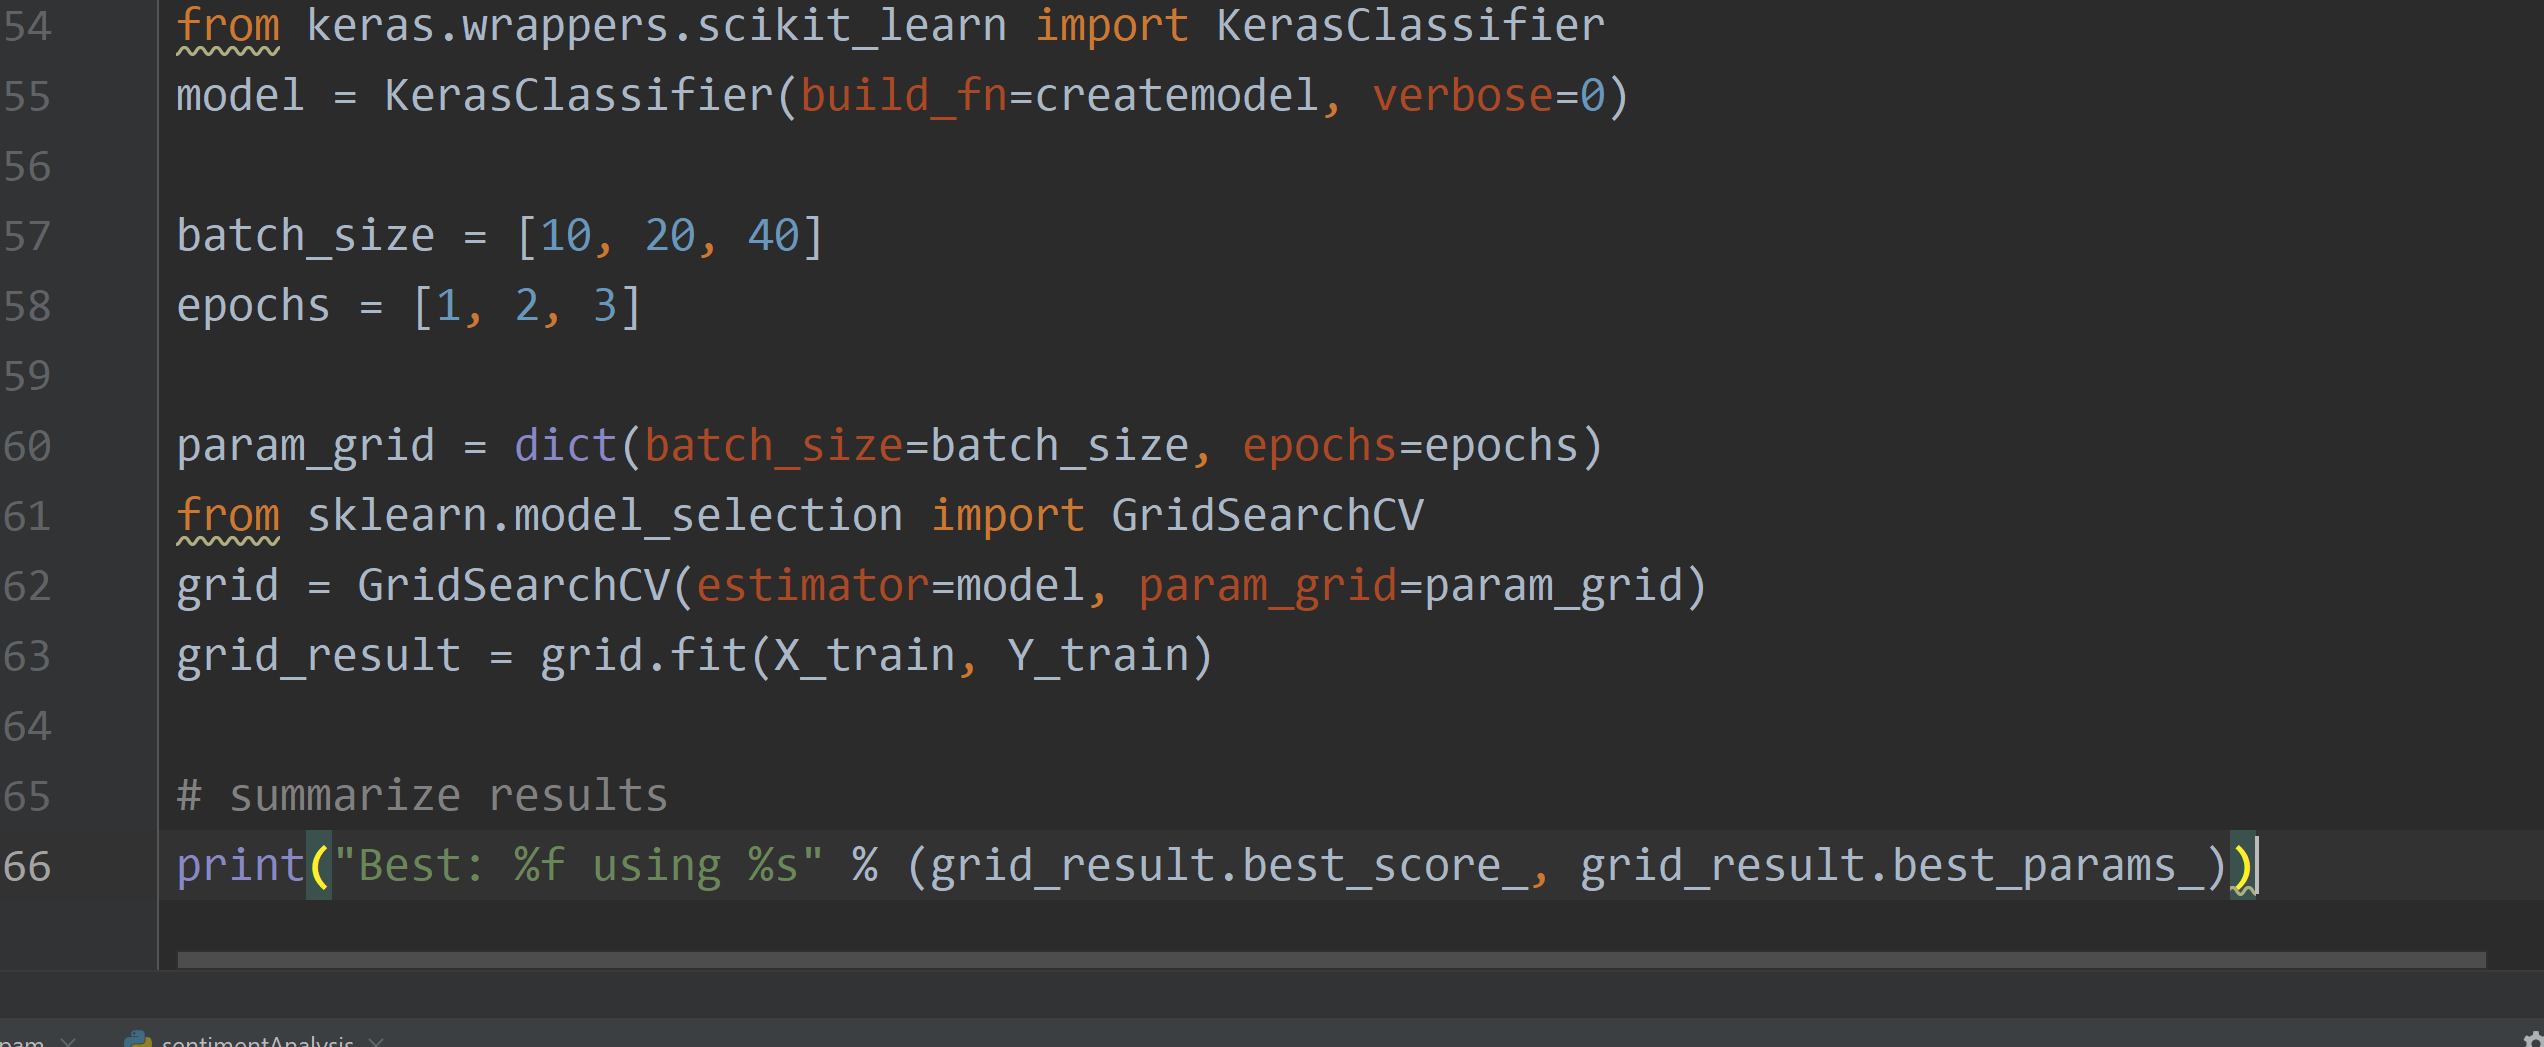 54 from keras.wrappers.scikit_learn import KerasClassifier
55 model = KerasClassifier(build_fn=createmodel, verbose=0)
56
57 batch_size = [10, 20, 40]
58 epochs = [1, 2, 3]
59
60 param_grid = dict(batch_size=batch_size, epochs=epochs)
61 from sklearn.model_selection import GridSearchCV
62 grid = GridSearchCV(estimator=model, param_grid=param_grid)
63 grid_result = grid.fit(X_train, Y_train)
64
65 # summarize results
66 print("Best: %f using %s" % (grid_result.best_score_, grid_result.best_params_))
sentimentAnalysis